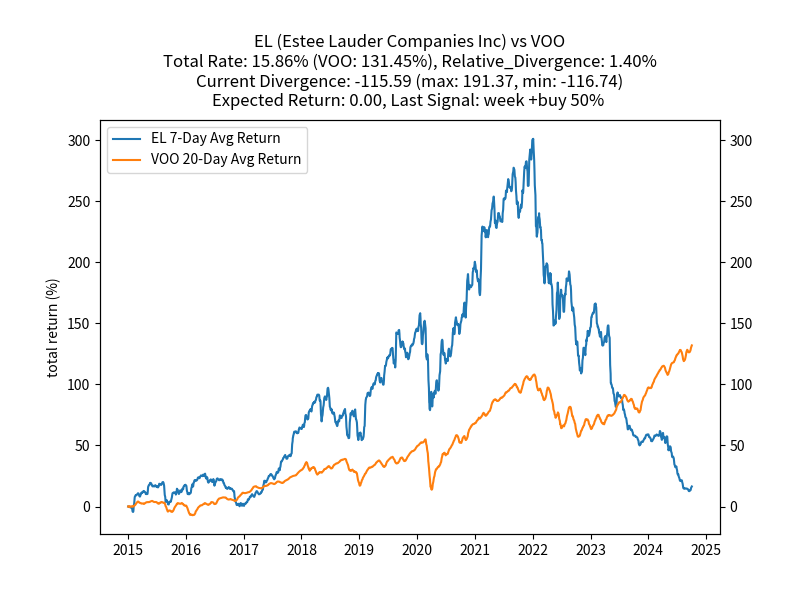 EL (Estee Lauder Companies Inc) vs VOO
Total Rate: 15.86% (VOO: 131.45%), Relative_Divergence: 1.40%
Current Divergence: -115.59 (max: 191.37, min: -116.74)
Expected Return: 0.00, Last Signal: week +buy 50%
EL 7-Day Avg Return
VOO 20-Day Avg Return
total return (%)
300 300
250 250
200 200
150 150
100 100
50 50
0 0
2015 2016 2017 2018 2019 2020 2021 2022 2023 2024 2025